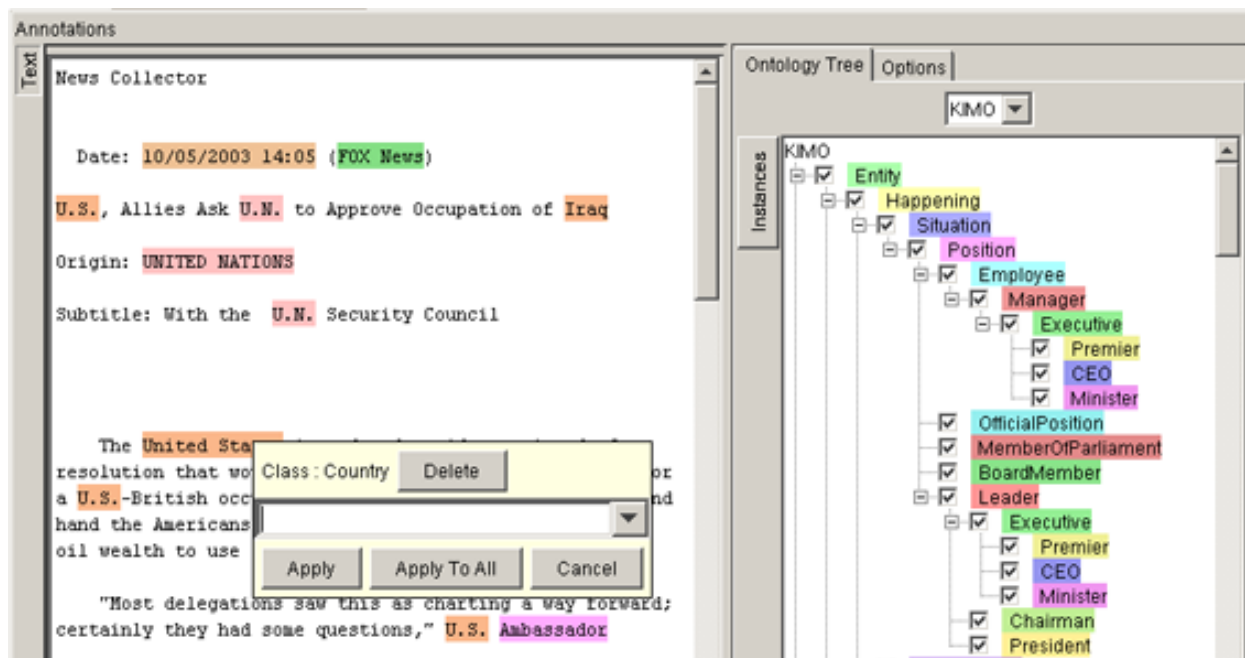 Annotations
Text
News Collector
Date: 10/05/2003 14:05 (FOX News)
U.S., Allies Ask U.N. to Approve Occupation of Iraq
Origin: UNITED NATIONS
Subtitle: With the U.N. Security Council
The United Sta
resolution that wo or
a U.S.-British occ nd
hand the Americans
oil wealth to use
"Most delegations saw this as charting a way forward;
certainly they had some questions," U.S. Ambassador
Class : Country Delete
Apply Apply To All Cancel
Ontology Tree Options
KIMO
Instances
KIMO
Entity
Happening
Situation
Position
Employee
Manager
Executive
Premier
CEO
Minister
OfficialPosition
MemberOfParliament
BoardMember
Leader
Executive
Premier
CEO
Minister
Chairman
President